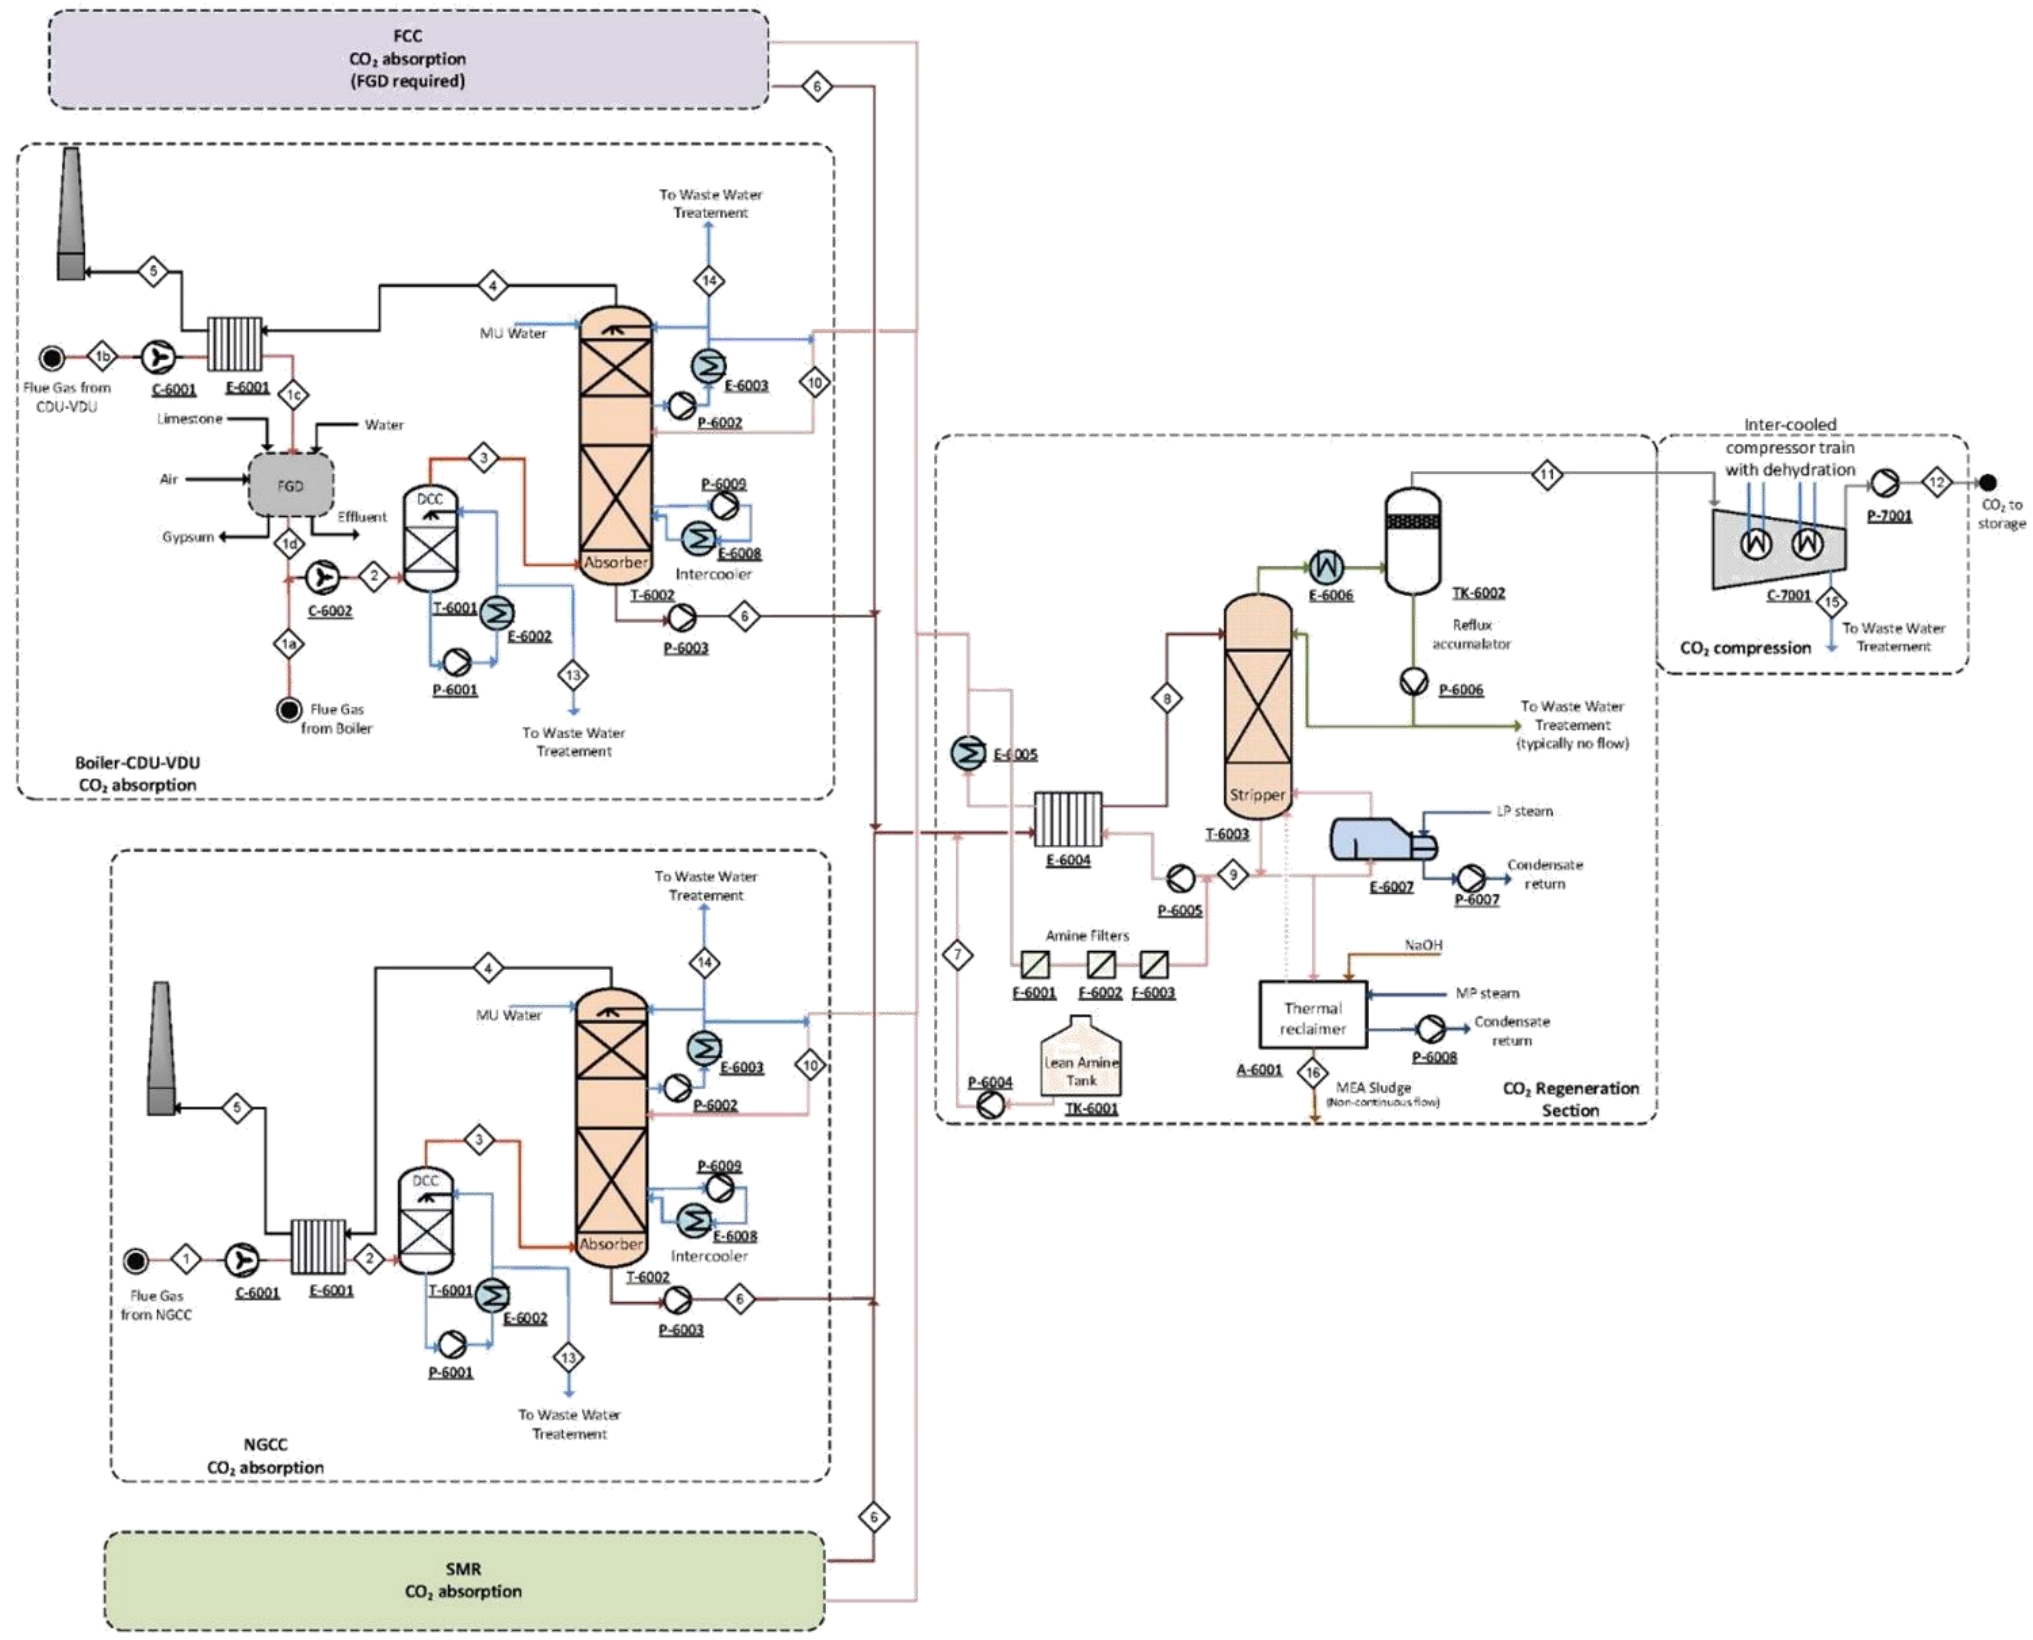 FCC
CO₂ absorption
(FGD required)
6
To Waste Water
Treatement
14
5
4
MU Water
1b
C-6001
E-6001
Flue Gas from
CDU-VDU
1c
E-6003
10
P-6002
Limestone
Water
3
Air
FGD
DCC
P-6009
Gypsum
Effluent
1d
2
C-6002
E-6008
Absorber
Intercooler
T-6001
E-6002
T-6002
6
P-6003
1a
P-6001
13
Flue Gas
from Boiler
To Waste Water
Treatement
Boiler-CDU-VDU
CO₂ absorption
To Waste Water
Treatement
14
4
MU Water
5
E-6003
10
P-6002
3
P-6009
DCC
E-6008
Absorber
Intercooler
1
C-6001
E-6001
2
Flue Gas
from NGCC
T-6001
E-6002
T-6002
6
P-6003
P-6001
13
To Waste Water
Treatement
NGCC
CO₂ absorption
6
SMR
CO₂ absorption
11
E-6006
TK-6002
Reflux
accumalator
P-6006
8
To Waste Water
Treatement
(typically no flow)
E-6005
Stripper
T-6003
LP steam
E-6004
9
P-6005
E-6007
Condensate
return
P-6007
Amine Filters
F-6001
F-6002
F-6003
7
NaOH
Thermal
reclaimer
MP steam
Condensate
return
P-6008
A-6001
16
MEA Sludge
(Non-continuous flow)
Lean Amine
Tank
P-6004
TK-6001
CO₂ Regeneration
Section
Inter-cooled
compressor train
with dehydration
P-7001
12
CO₂ to
storage
C-7001
15
To Waste Water
Treatement
CO₂ compression